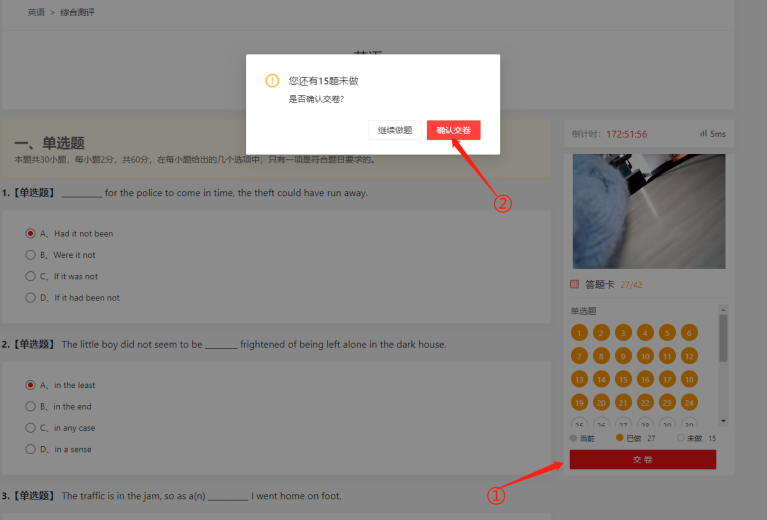 英语 > 综合测评
您还有15题未做
是否确认交卷?
继续做题 确认交卷
②
一、单选题
本题共30小题，每小题2分，共60分，在每小题给出的几个选项中，只有一项是符合题目要求的。
1.【单选题】 ________ for the police to come in time, the theft could have run away.
A、Had it not been
B、Were it not
C、If it was not
D、If it had been not
2.【单选题】 The little boy did not seem to be ______ frightened of being left alone in the dark house.
A、in the least
B、in the end
C、in any case
D、in a sense
3.【单选题】 The traffic is in the jam, so as a(n) ________ I went home on foot.
倒计时： 172:51:56 5ms
答题卡 27/42
单选题
1 2 3 4 5 6
7 8 9 10 11 12
13 14 15 16 17 18
19 20 21 22 23 24
25 26 27 28 29 30
当前 已做 27 未做 15
交 卷
①